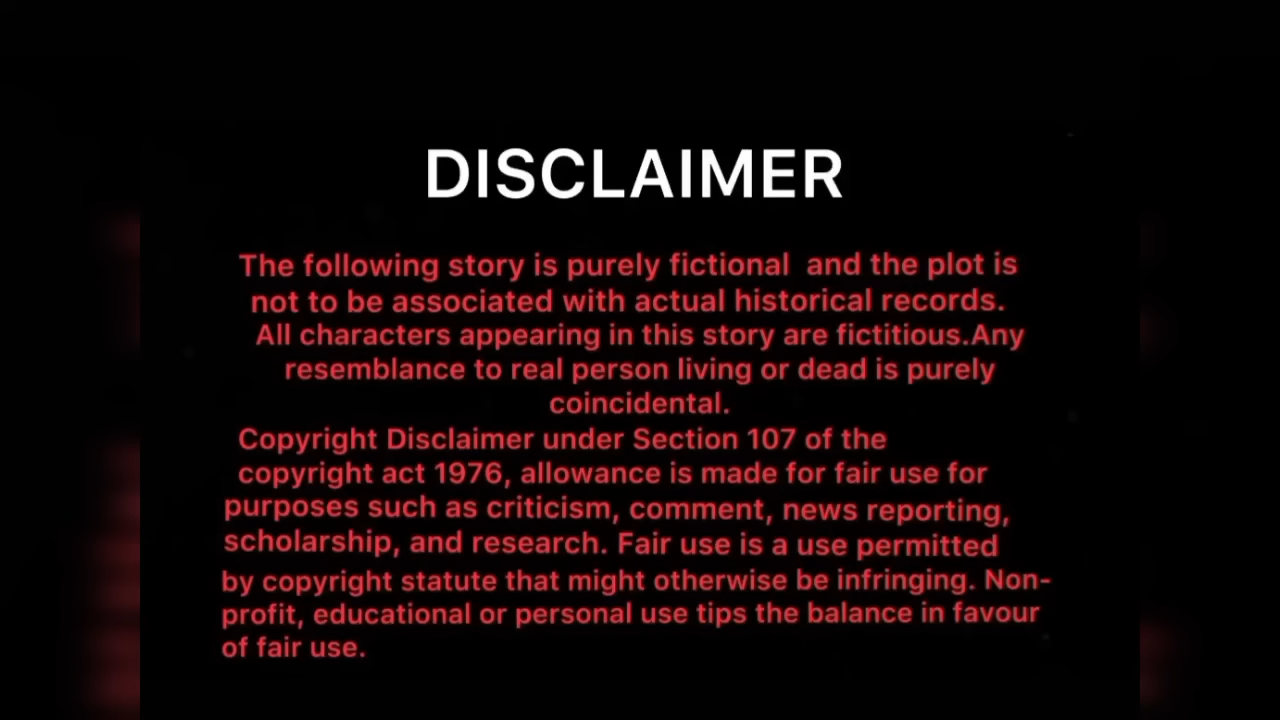 DISCLAIMER
The following story is purely fictional  and the plot is
not to be associated with actual historical records.
All characters appearing in this story are fictitious.Any
resemblance to real person living or dead is purely
coincidental.
Copyright Disclaimer under Section 107 of the
copyright act 1976, allowance is made for fair use for
purposes such as criticism, comment, news reporting,
scholarship, and research. Fair use is a use permitted
by copyright statute that might otherwise be infringing. Non-
profit, educational or personal use tips the balance in favour
of fair use.